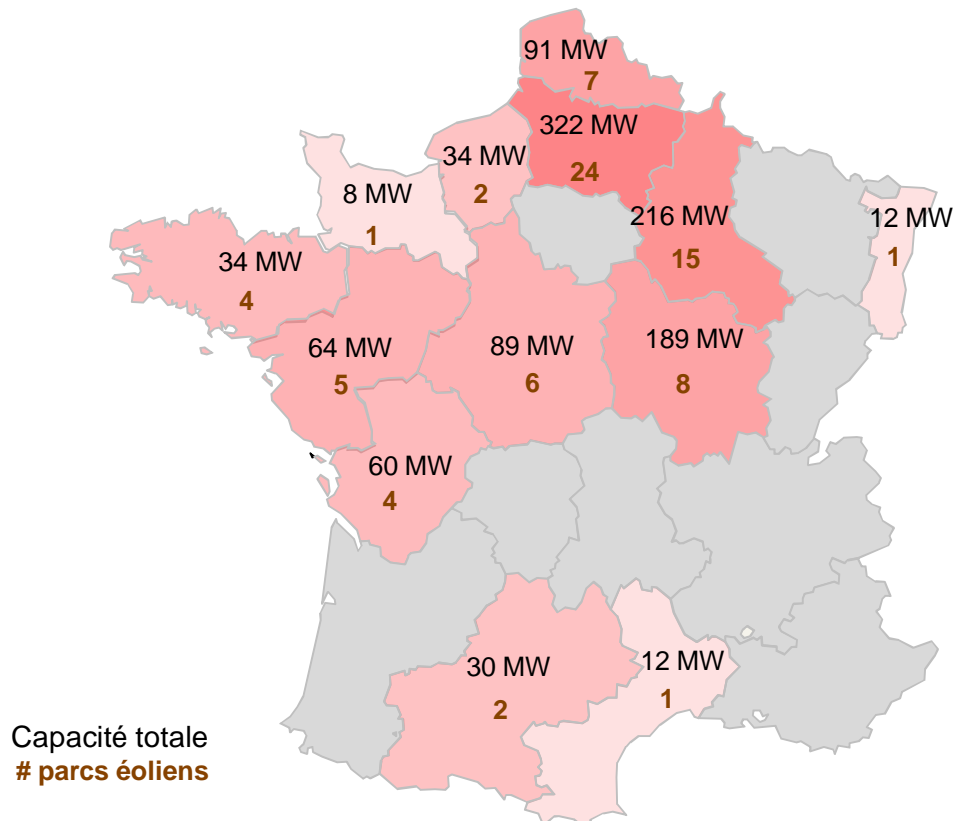 91 MW
7
322 MW
24
34 MW
2
8 MW
1
216 MW
15
12 MW
1
34 MW
4
64 MW
5
89 MW
6
189 MW
8
60 MW
4
30 MW
2
12 MW
1
Capacité totale
# parcs éoliens